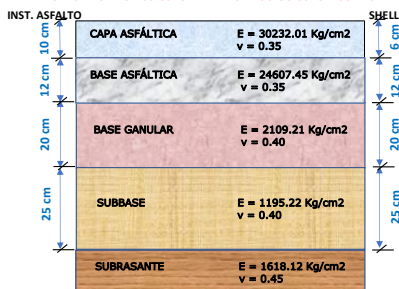 INST. ASFALTO
SHELL
10 cm
CAPA ASFÁLTICA
E = 30232.01 Kg/cm2
v = 0.35
6 cm
12 cm
BASE ASFÁLTICA
E = 24607.45 Kg/cm2
v = 0.35
12 cm
20 cm
BASE GANULAR
E = 2109.21 Kg/cm2
v = 0.40
20 cm
25 cm
SUBBASE
E = 1195.22 Kg/cm2
v = 0.40
25 cm
SUBRASANTE
E = 1618.12 Kg/cm2
v = 0.45